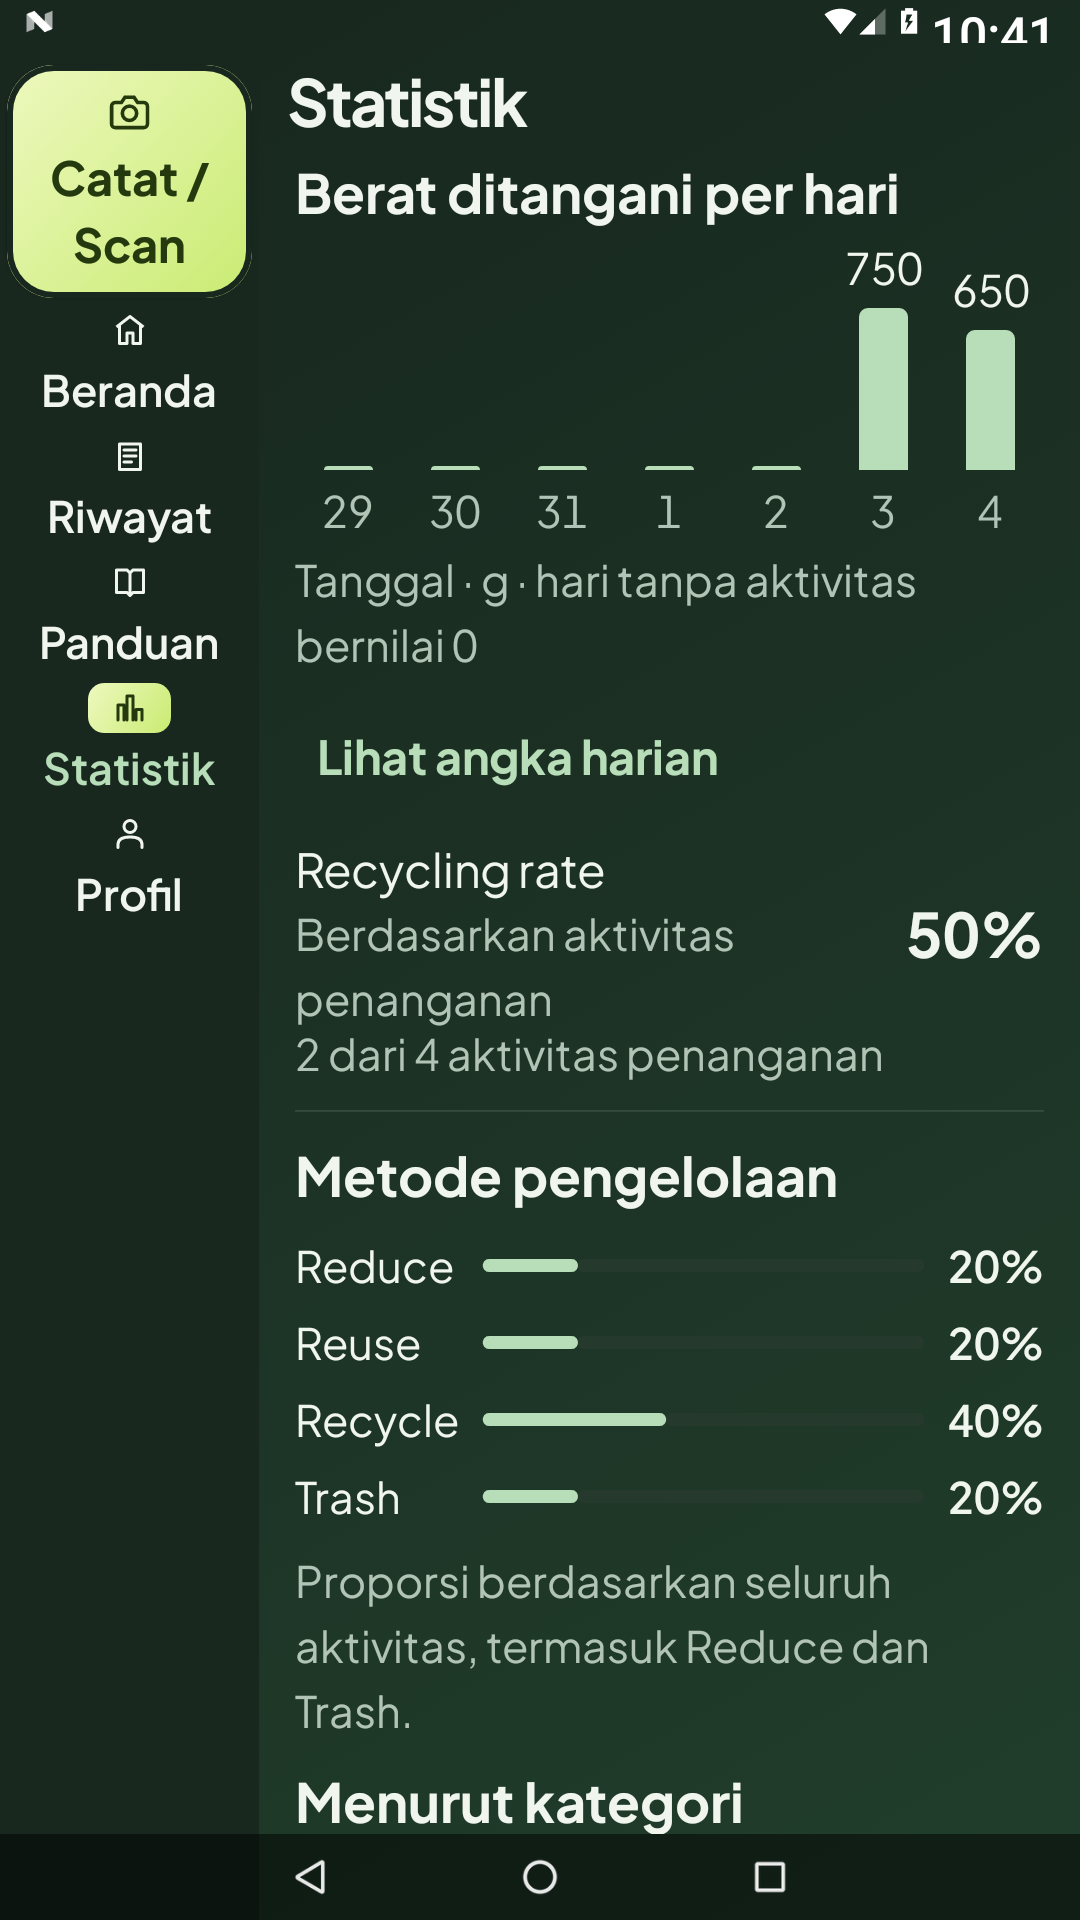 10:41
Catat /
Scan
Beranda
Riwayat
Panduan
Statistik
Profil
Statistik
Berat ditangani per hari
750
650
29 30 31 1 2 3 4
Tanggal · g · hari tanpa aktivitas
bernilai 0
Lihat angka harian
Recycling rate
Berdasarkan aktivitas
penanganan
50%
2 dari 4 aktivitas penanganan
Metode pengelolaan
Reduce 20%
Reuse 20%
Recycle 40%
Trash 20%
Proporsi berdasarkan seluruh
aktivitas, termasuk Reduce dan
Trash.
Menurut kategori